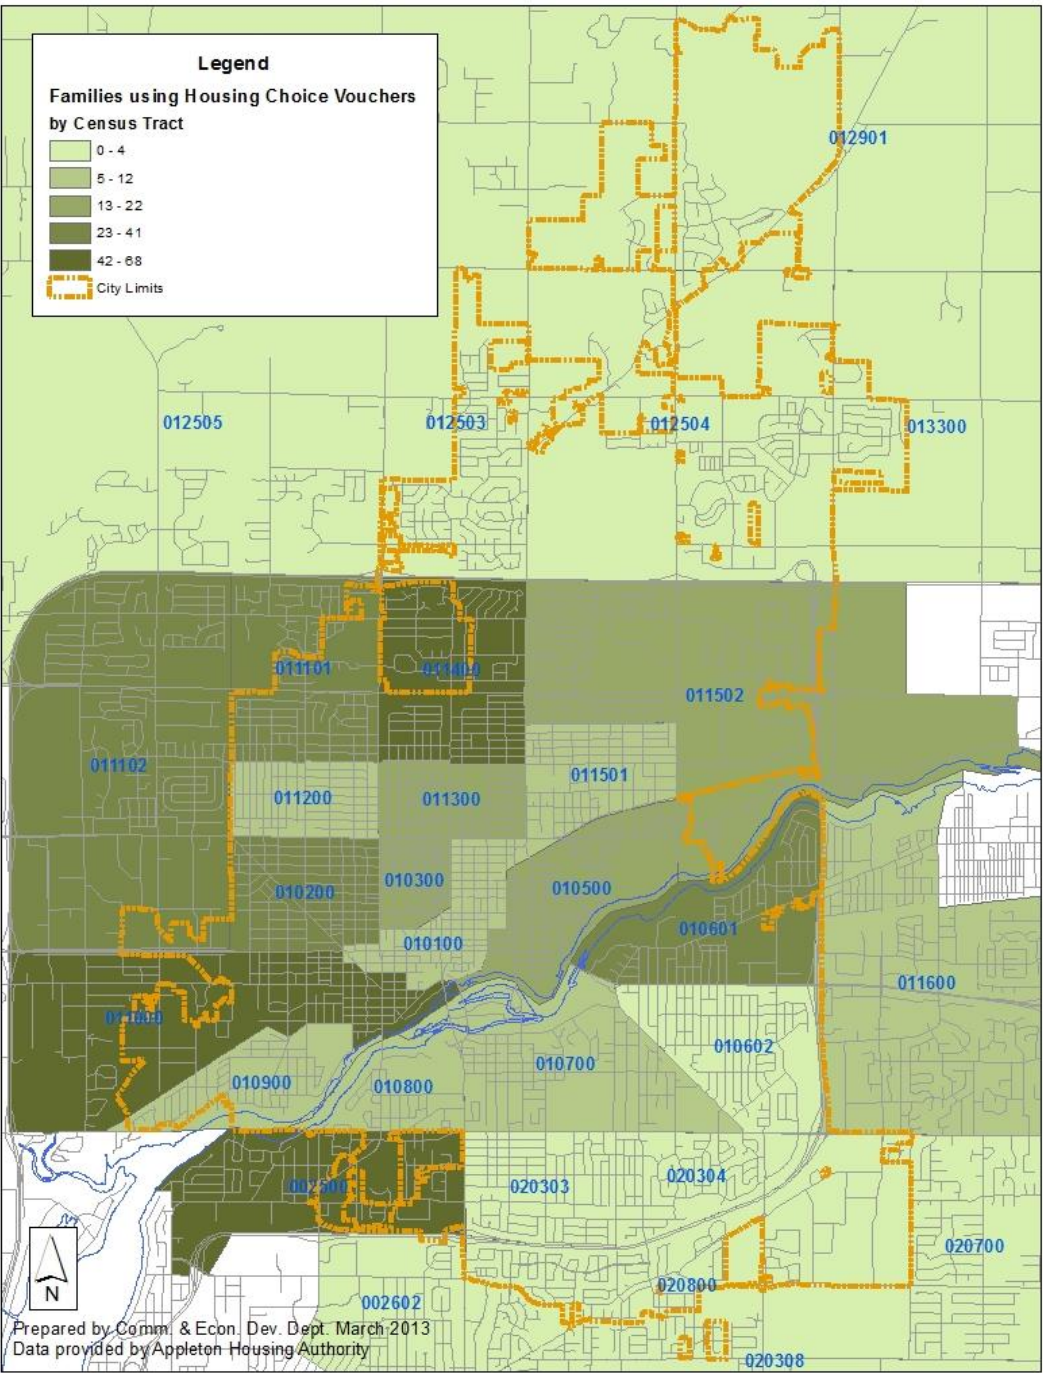 Legend
Families using Housing Choice Vouchers
by Census Tract
0 - 4
5 - 12
13 - 22
23 - 41
42 - 68
City Limits
012901
012505
012503
012504
013300
011101
011400
011502
011102
011501
011200
011300
010300
010500
010200
010601
010100
011600
011000
010602
010700
010900
010800
002500
020303
020304
020700
020800
002602
020308
N
Prepared by Comm. & Econ. Dev. Dept. March 2013
Data provided by Appleton Housing Authority